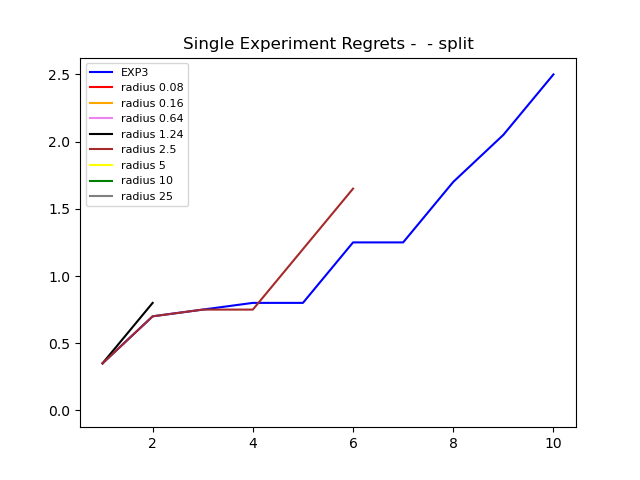 Single Experiment Regrets -  - split
EXP3
radius 0.08
radius 0.16
radius 0.64
radius 1.24
radius 2.5
radius 5
radius 10
radius 25
2.5
2.0
1.5
1.0
0.5
0.0
2 4 6 8 10